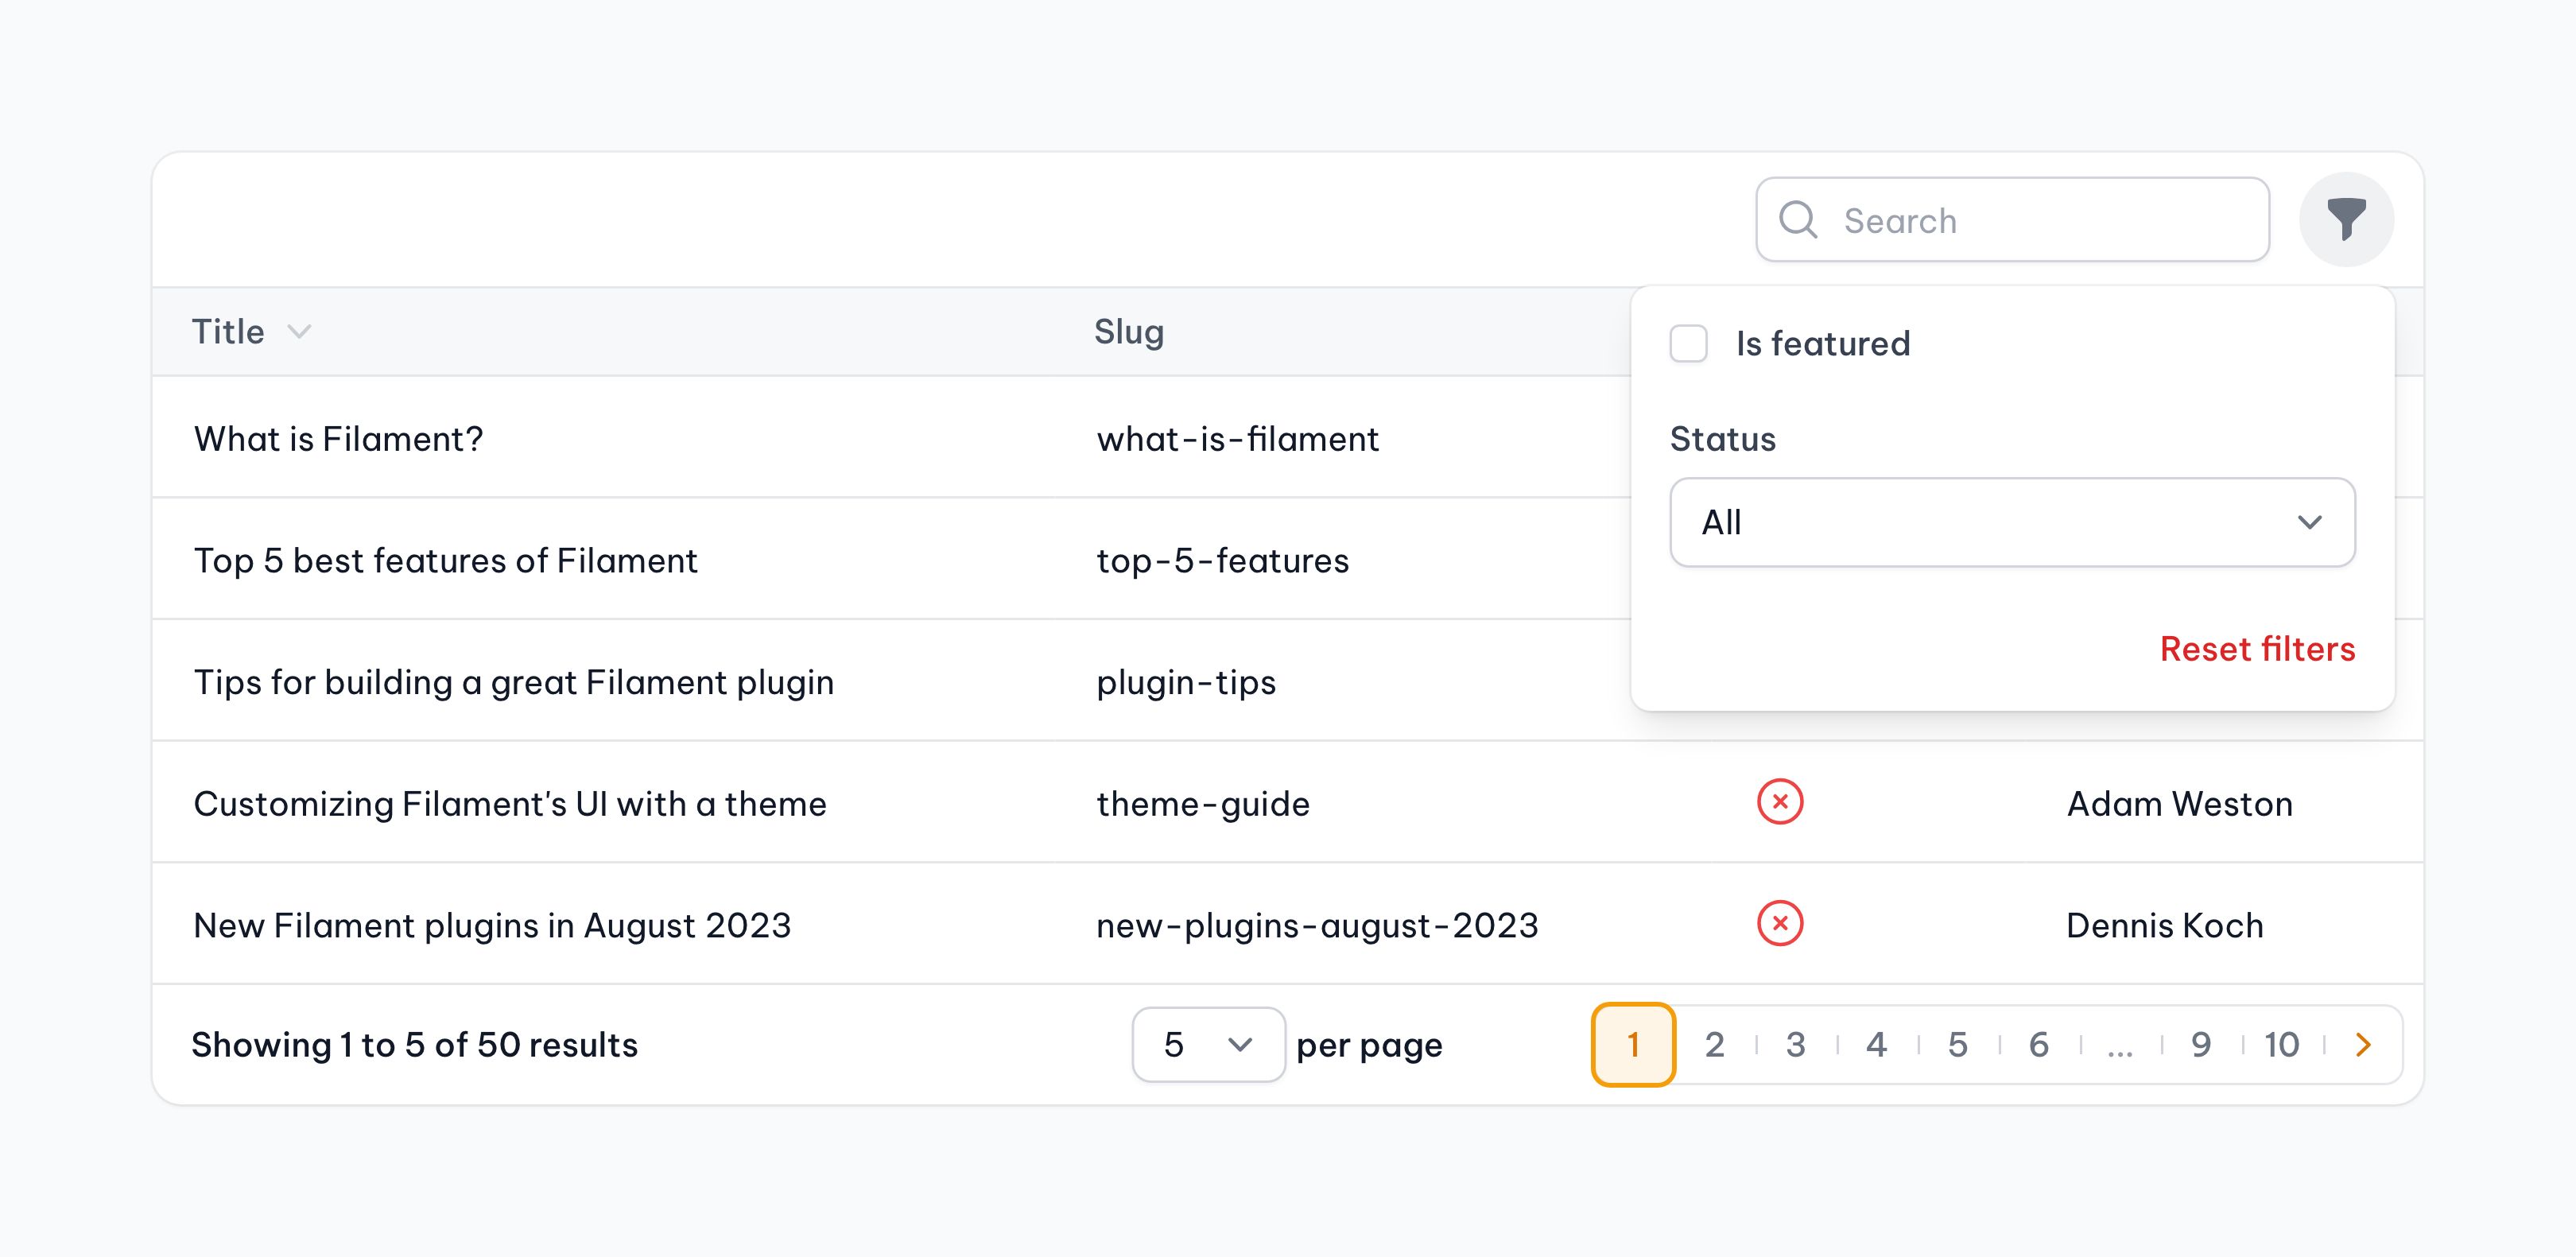 Search
Title Slug
Is featured
What is Filament? what-is-filament
Status
All
Top 5 best features of Filament top-5-features
Reset filters
Tips for building a great Filament plugin plugin-tips
Customizing Filament's UI with a theme theme-guide Adam Weston
New Filament plugins in August 2023 new-plugins-august-2023 Dennis Koch
Showing 1 to 5 of 50 results 5 per page 1 2 3 4 5 6 ... 9 10